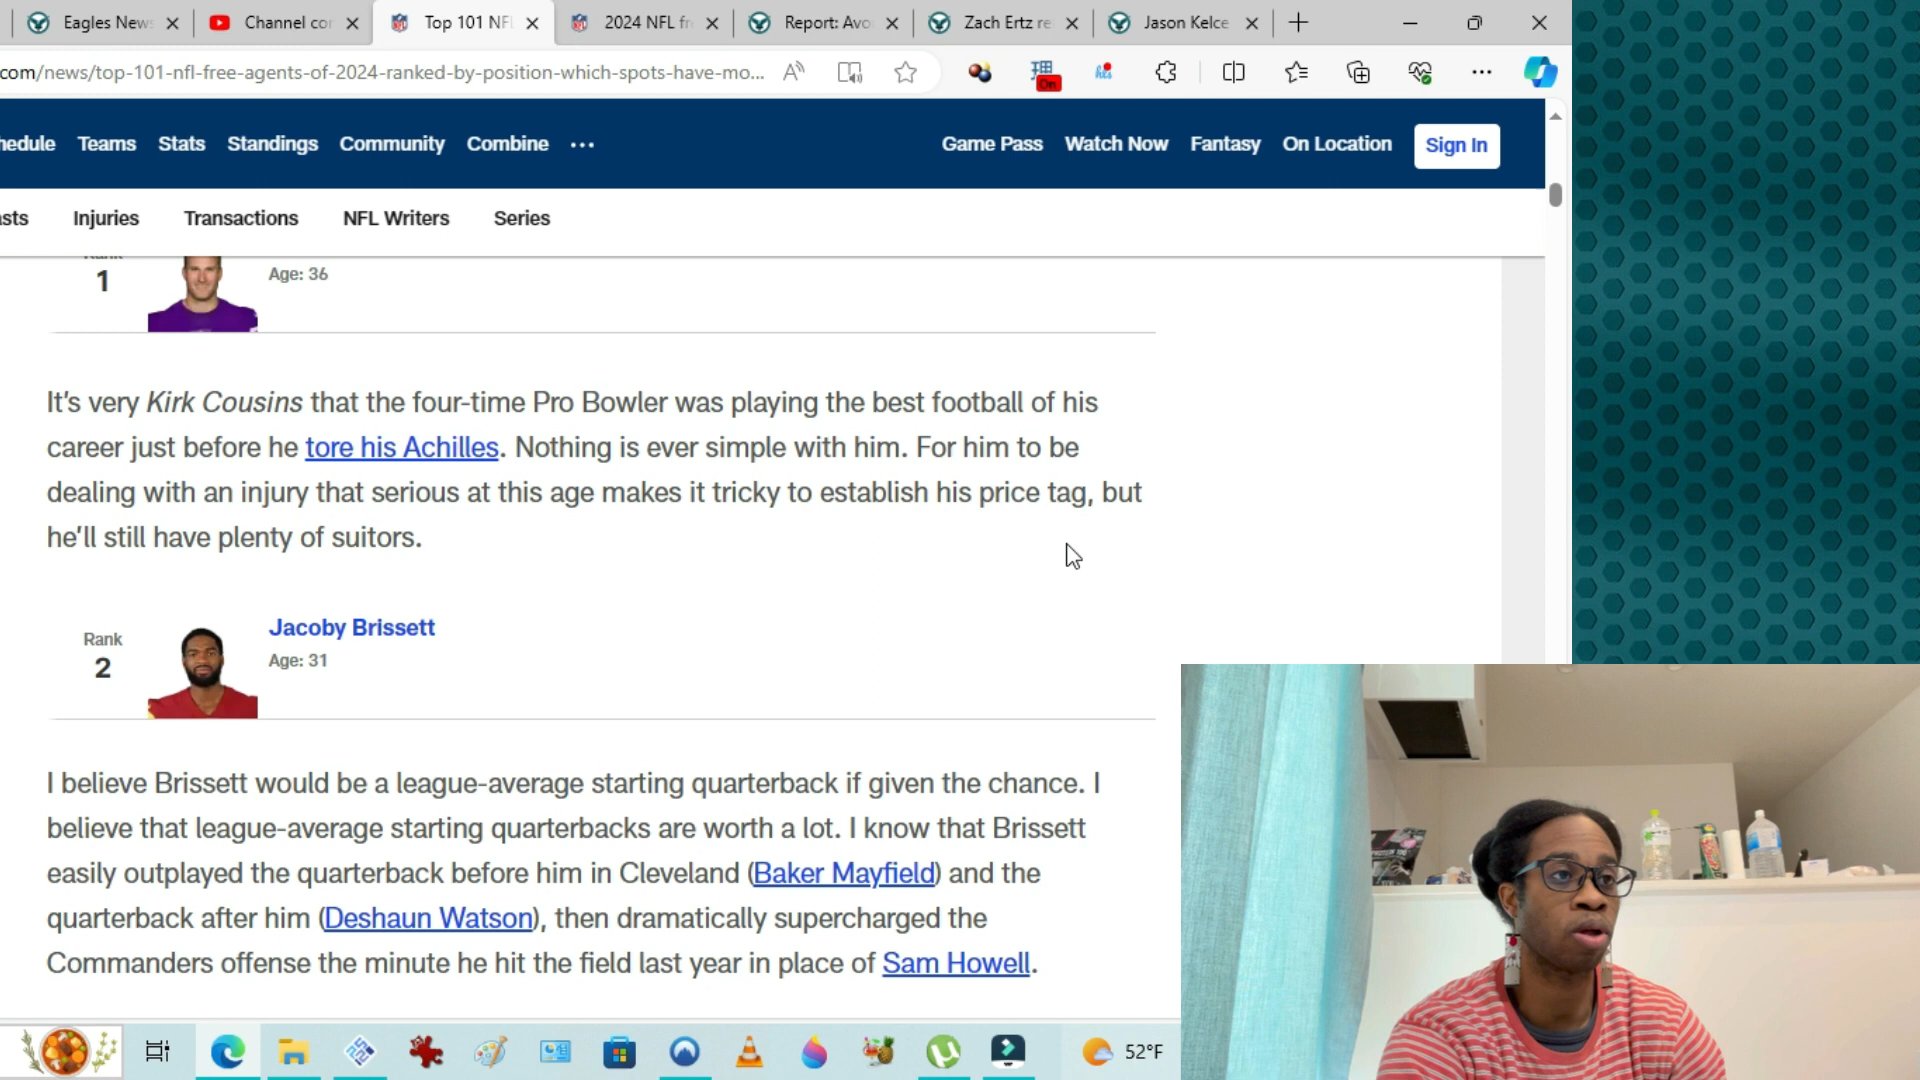 Eagles New
Channel cor
Top 101 NFL
2024 NFL fr
Report: Avo
Zach Ertz re
Jason Kelce
com/news/top-101-nfl-free-agents-of-2024-ranked-by-position-which-spots-have-mo...
On
hedule Teams Stats Standings Community Combine ...
Game Pass Watch Now Fantasy On Location Sign In
asts Injuries Transactions NFL Writers Series
1
Age: 36
It's very Kirk Cousins that the four-time Pro Bowler was playing the best football of his
career just before he tore his Achilles. Nothing is ever simple with him. For him to be
dealing with an injury that serious at this age makes it tricky to establish his price tag, but
he'll still have plenty of suitors.
Rank
2
Jacoby Brissett
Age: 31
I believe Brissett would be a league-average starting quarterback if given the chance. I
believe that league-average starting quarterbacks are worth a lot. I know that Brissett
easily outplayed the quarterback before him in Cleveland (Baker Mayfield) and the
quarterback after him (Deshaun Watson), then dramatically supercharged the
Commanders offense the minute he hit the field last year in place of Sam Howell.
52°F